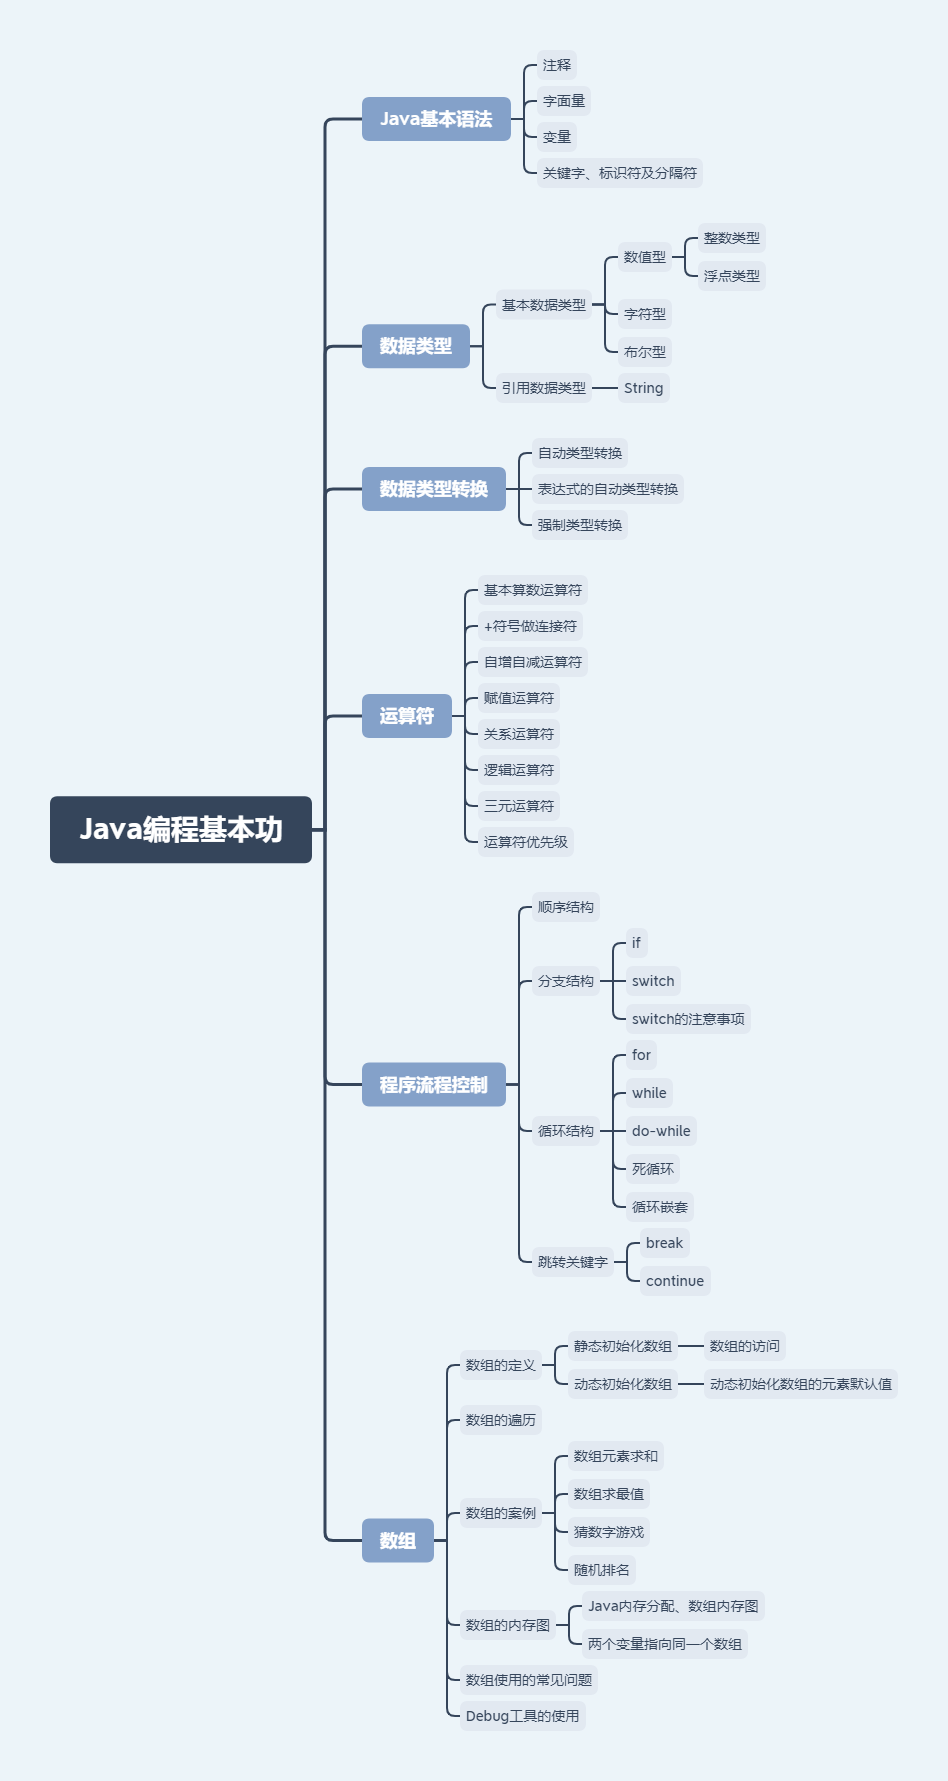 Java编程基本功
Java基本语法
注释
字面量
变量
关键字、标识符及分隔符
数据类型
基本数据类型
数值型
整数类型
浮点类型
字符型
布尔型
引用数据类型
String
数据类型转换
自动类型转换
表达式的自动类型转换
强制类型转换
运算符
基本算数运算符
+符号做连接符
自增自减运算符
赋值运算符
关系运算符
逻辑运算符
三元运算符
运算符优先级
程序流程控制
顺序结构
分支结构
if
switch
switch的注意事项
循环结构
for
while
do-while
死循环
循环嵌套
跳转关键字
break
continue
数组
数组的定义
静态初始化数组
数组的访问
动态初始化数组
动态初始化数组的元素默认值
数组的遍历
数组的案例
数组元素求和
数组求最值
猜数字游戏
随机排名
数组的内存图
Java内存分配、数组内存图
两个变量指向同一个数组
数组使用的常见问题
Debug工具的使用